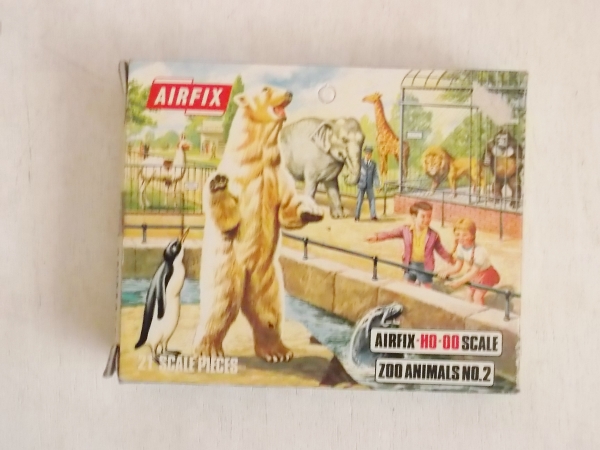 AIRFIX
21 SCALE PIECES
AIRFIX-HO-OO SCALE
ZOO ANIMALS NO.2